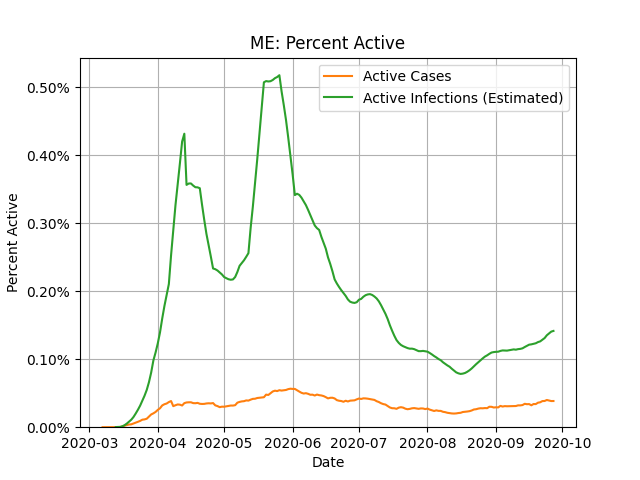 ME: Percent Active
Active Cases
Active Infections (Estimated)
Percent Active
0.50%
0.40%
0.30%
0.20%
0.10%
0.00%
2020-03 2020-04 2020-05 2020-06 2020-07 2020-08 2020-09 2020-10
Date